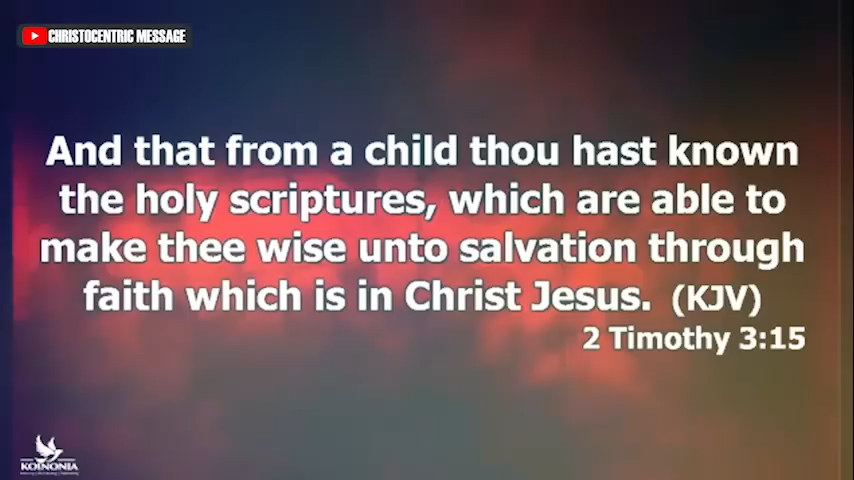 CHRISTOCENTRIC MESSAGE
And that from a child thou hast known
the holy scriptures, which are able to
make thee wise unto salvation through
faith which is in Christ Jesus. (KJV)
2 Timothy 3:15
KOINONIA